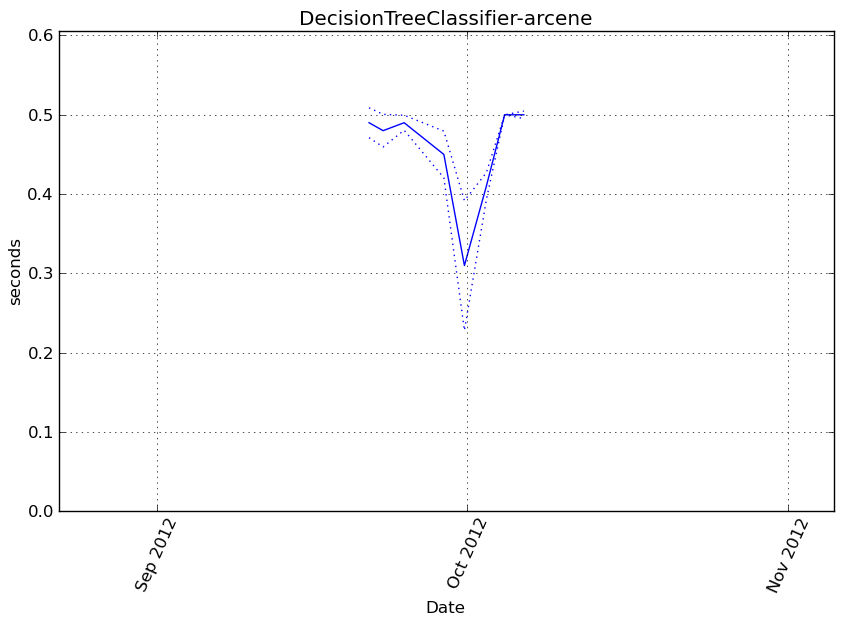 DecisionTreeClassifier-arcene
0.6
0.5
0.4
0.3
0.2
0.1
0.0
seconds
Sep 2012
Oct 2012
Nov 2012
Date